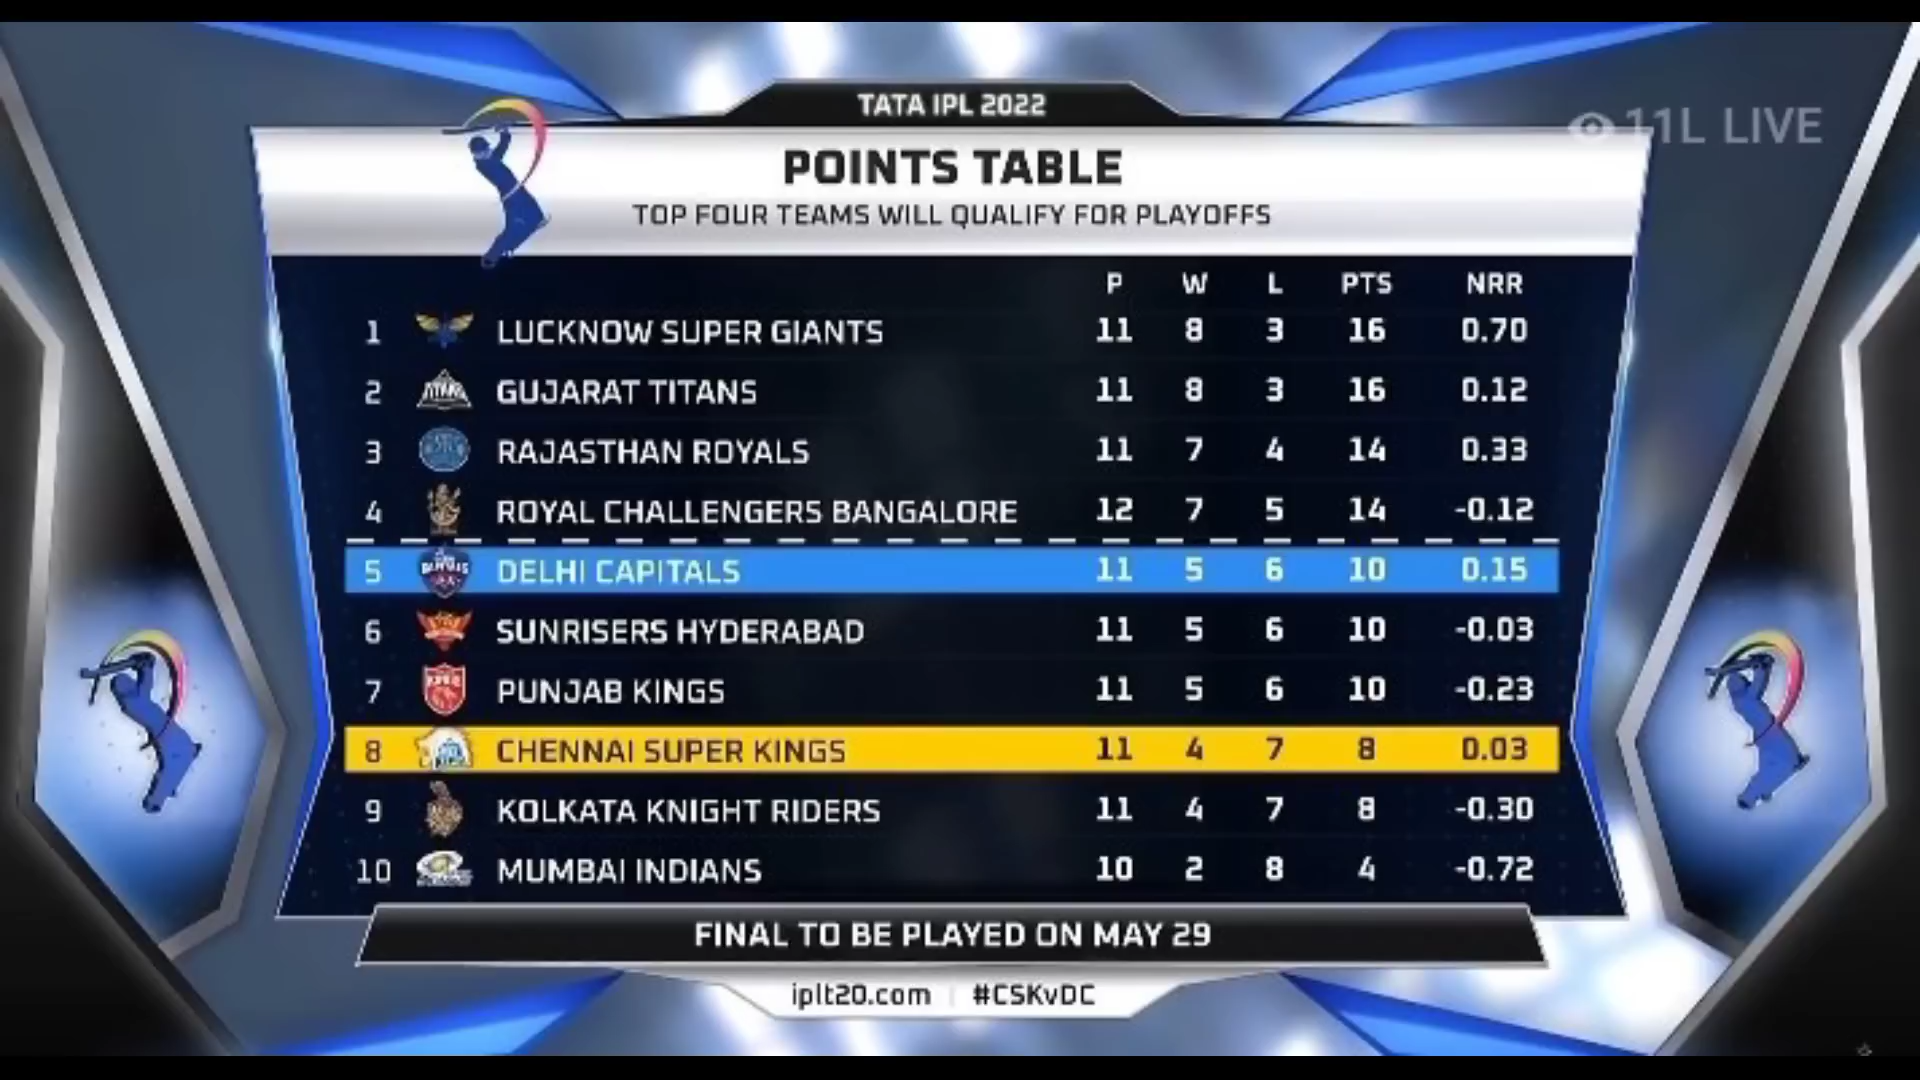 TATA IPL 2022
11L LIVE
POINTS TABLE
TOP FOUR TEAMS WILL QUALIFY FOR PLAYOFFS
P W L PTS NRR
1 LUCKNOW SUPER GIANTS 11 8 3 16 0.70
2 GUJARAT TITANS 11 8 3 16 0.12
3 RAJASTHAN ROYALS 11 7 4 14 0.33
4 ROYAL CHALLENGERS BANGALORE 12 7 5 14 -0.12
5 DELHI CAPITALS 11 5 6 10 0.15
6 SUNRISERS HYDERABAD 11 5 6 10 -0.03
7 PUNJAB KINGS 11 5 6 10 -0.23
8 CHENNAI SUPER KINGS 11 4 7 8 0.03
9 KOLKATA KNIGHT RIDERS 11 4 7 8 -0.30
10 MUMBAI INDIANS 10 2 8 4 -0.72
FINAL TO BE PLAYED ON MAY 29
iplt20.com #CSKvDC